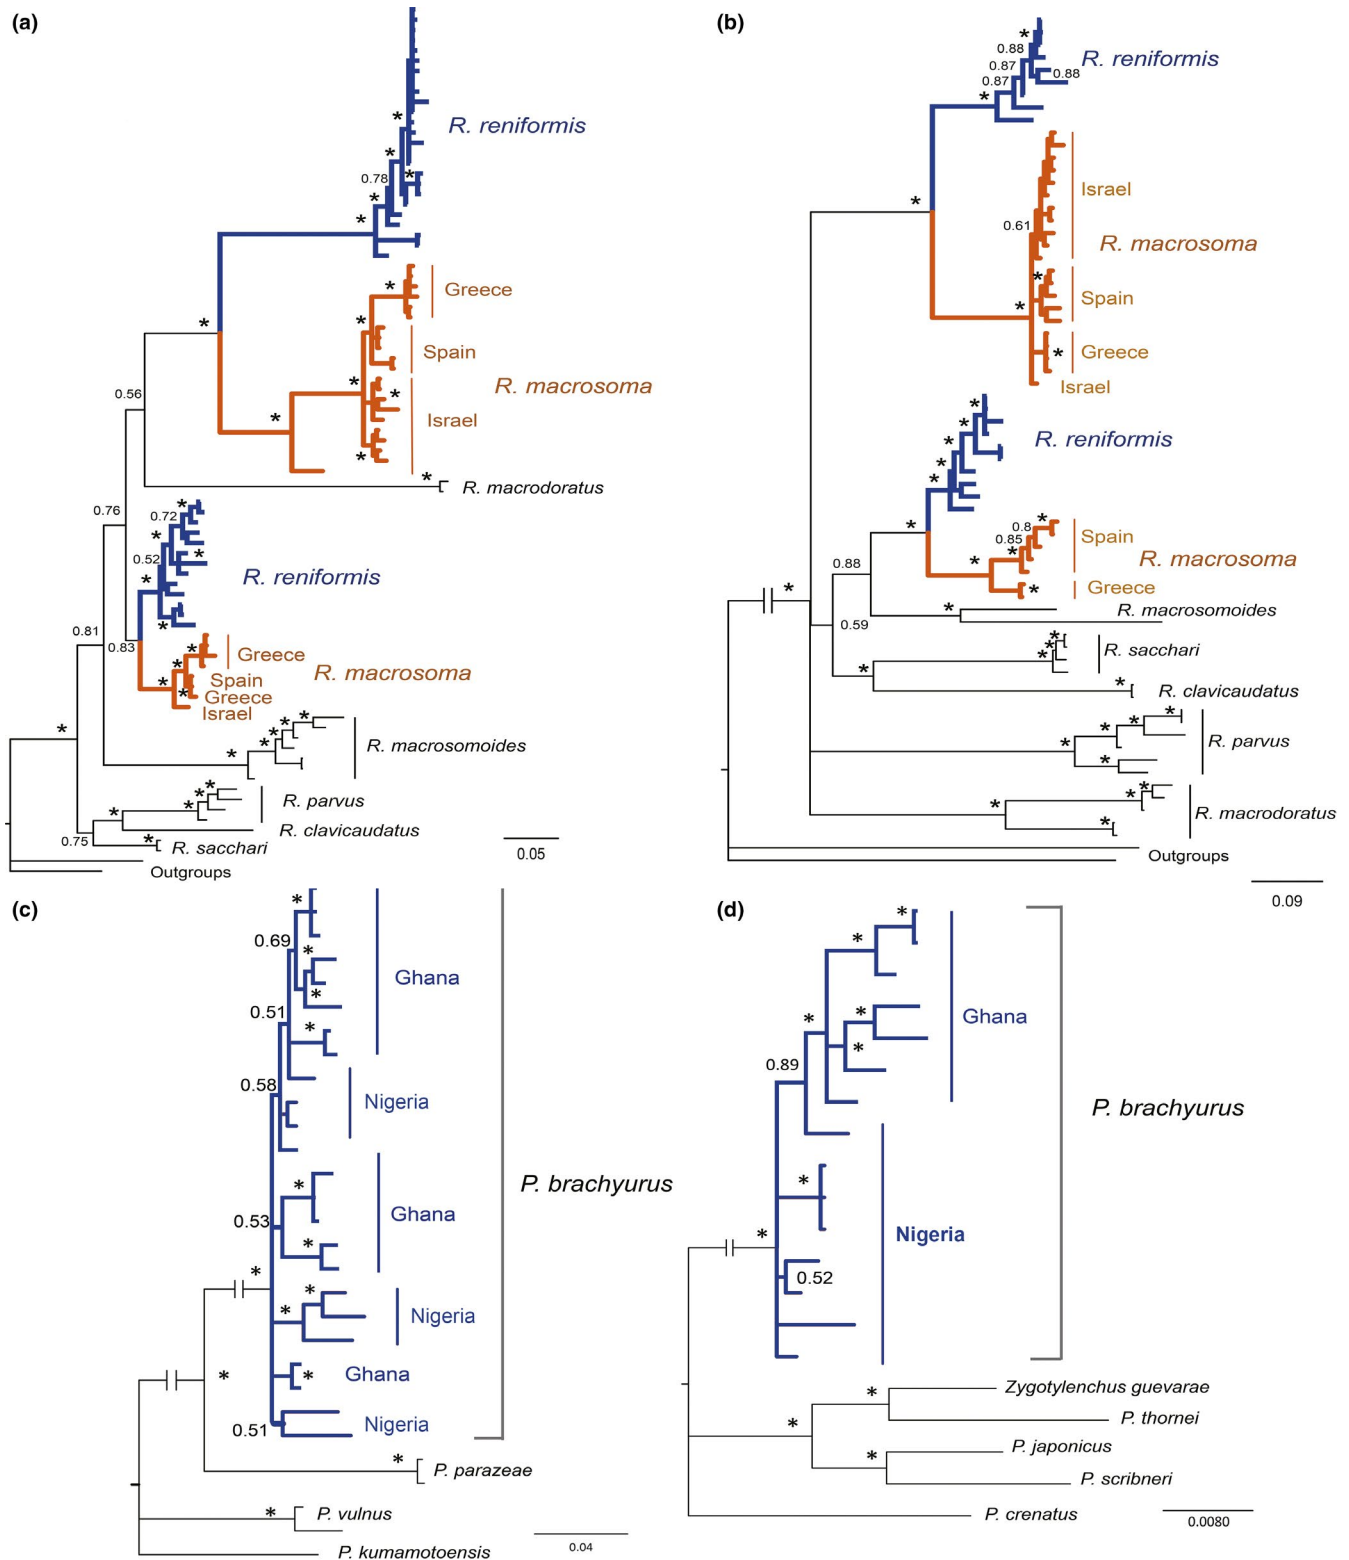 (a)
*
R. reniformis
*
0.78
*
*
*
*
Greece
*
*
Spain
*
*
R. macrosoma
0.56
*
Israel
*
*
R. macrodoratus
0.76
*
0.72
*
*
0.52
*
R. reniformis
*
0.81
0.83
*
Greece
*
R. macrosoma
*
*
Spain
Greece
Israel
*
*
*
*
*
R. macrosomoides
*
*
*
*
R. parvus
R. clavicaudatus
0.75
*
R. sacchari
Outgroups
0.05
(b)
*
0.88
R. reniformis
0.87
0.88
0.87
*
Israel
*
0.61
R. macrosoma
*
Spain
*
Greece
*
Israel
*
*
R. reniformis
*
*
*
*
*
0.8
Spain
0.85
*
*
R. macrosoma
0.88
*
Greece
*
*
R. macrosomoides
0.59
*
*
*
R. sacchari
*
*
R. clavicaudatus
*
*
*
R. parvus
*
*
*
*
*
R. macrodoratus
*
Outgroups
0.09
(c)
*
0.69
*
Ghana
*
0.51
*
0.58
Nigeria
*
P. brachyurus
0.53
Ghana
*
*
*
*
Nigeria
*
*
Ghana
0.51
Nigeria
*
P. parazeae
*
P. vulnus
0.04
P. kumamotoensis
(d)
*
*
*
*
Ghana
*
0.89
P. brachyurus
*
*
Nigeria
0.52
*
Zygotylenchus guevarae
*
P. thornei
*
P. japonicus
P. scribneri
P. crenatus
0.0080